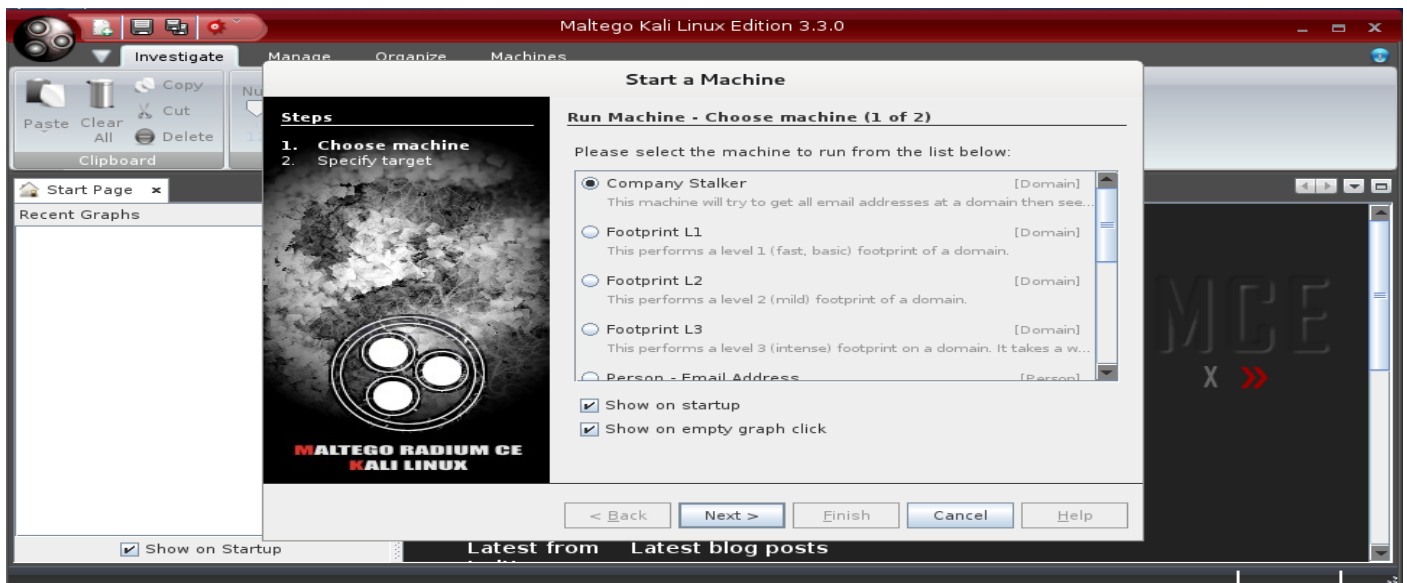 Maltego Kali Linux Edition 3.3.0
Investigate Manage Organize Machines
Copy
Cut
Paste Clear All Delete
Clipboard
Nu
Start Page
Recent Graphs
Show on Startup
Start a Machine
Steps
1. Choose machine
2. Specify target
MALTEGO RADIUM CE
KALI LINUX
Run Machine - Choose machine (1 of 2)
Please select the machine to run from the list below:
Company Stalker [Domain]
This machine will try to get all email addresses at a domain then see...
Footprint L1 [Domain]
This performs a level 1 (fast, basic) footprint of a domain.
Footprint L2 [Domain]
This performs a level 2 (mild) footprint of a domain.
Footprint L3 [Domain]
This performs a level 3 (intense) footprint on a domain. It takes a w...
Person - Email Address [Person]
Show on startup
Show on empty graph click
< Back Next > Finish Cancel Help
MCE
X
Latest from Latest blog posts